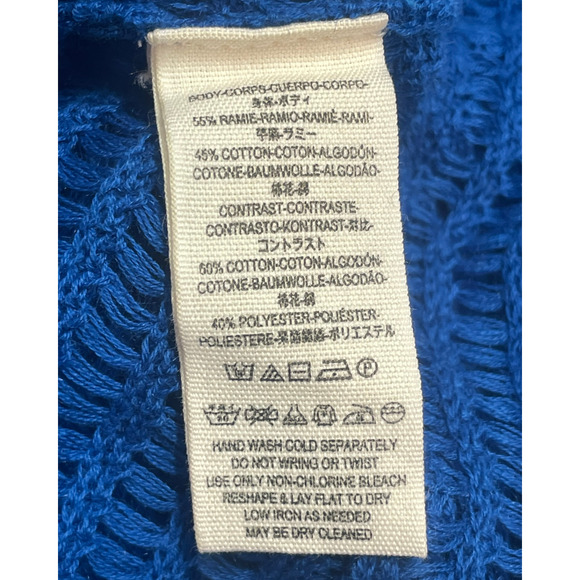 BODY-CORPS-CUERPO-CORPO-
身体-ボディ
55% RAMIE-RAMIO-RAMIÈ-RAMI-
苧麻-ラミー
45% COTTON-COTON-ALGODÓN-
COTONE-BAUMWOLLE-ALGODÃO-
棉花-綿
CONTRAST-CONTRASTE-
CONTRASTO-KONTRAST-对比-
コントラスト
60% COTTON-COTON-ALGODÓN-
COTONE-BAUMWOLLE-ALGODÃO-
棉花-綿
40% POLYESTER-POLIÉSTER-
POLIESTERE-聚酯纖維-ポリエステル
P
HAND WASH COLD SEPARATELY
DO NOT WRING OR TWIST
USE ONLY NON-CHLORINE BLEACH
RESHAPE & LAY FLAT TO DRY
LOW IRON AS NEEDED
MAY BE DRY CLEANED